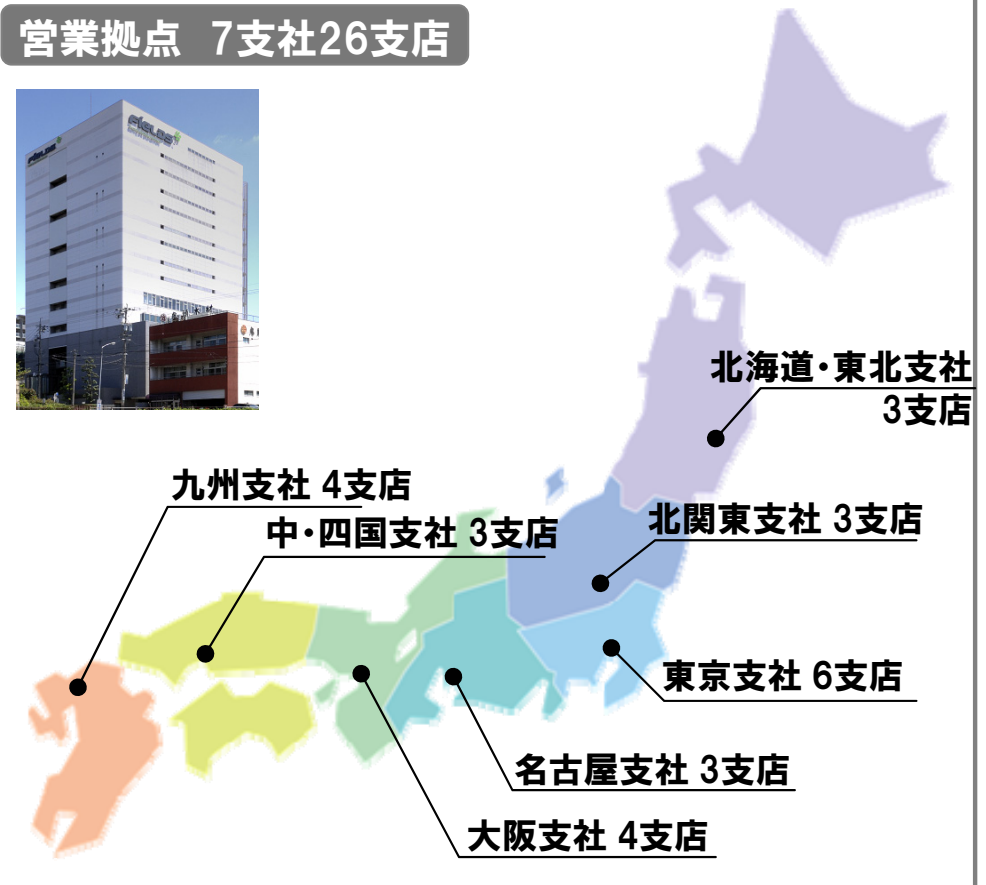 営業拠点 7支社26支店
FIELDS
FIELDS
北海道・東北支社
3支店
九州支社 4支店
中・四国支社 3支店
北関東支社 3支店
東京支社 6支店
名古屋支社 3支店
大阪支社 4支店